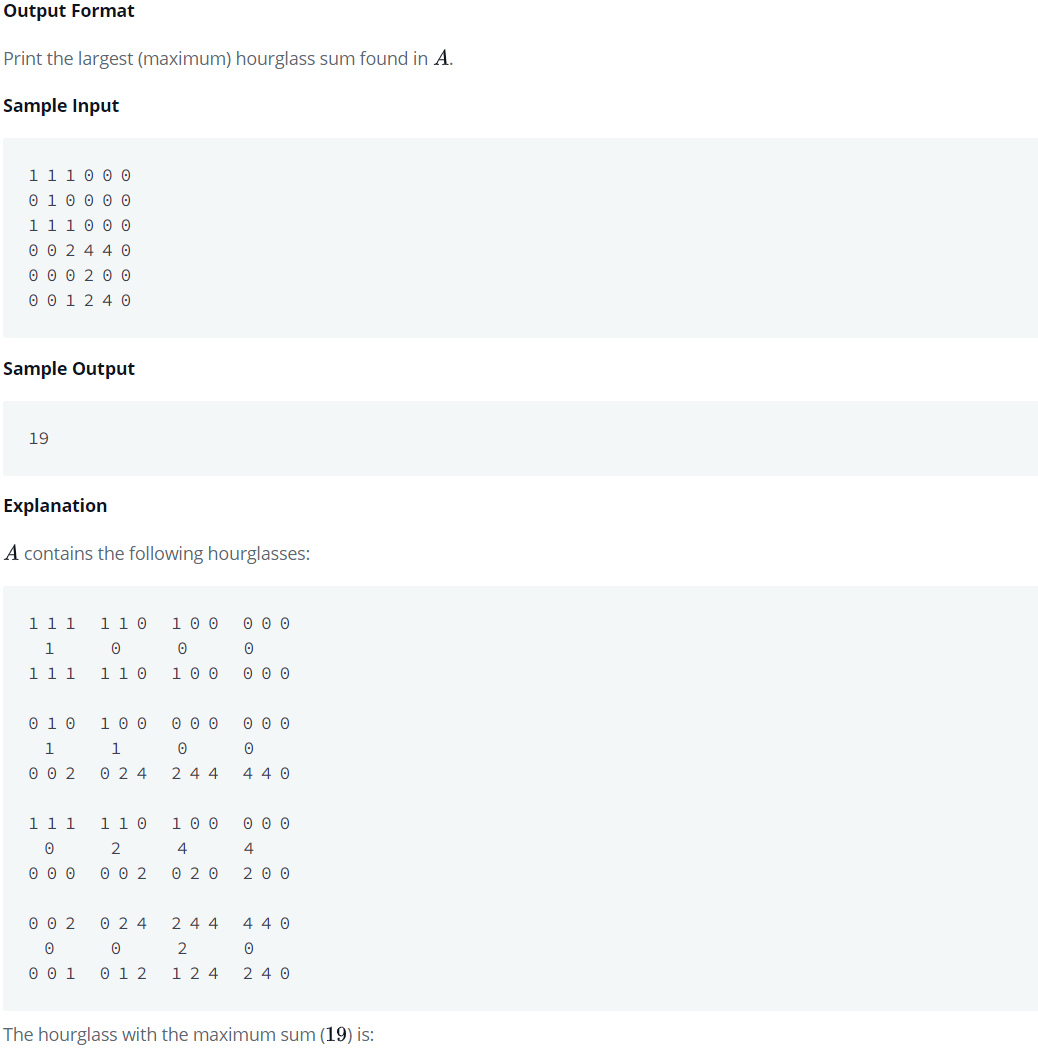 Output Format
Print the largest (maximum) hourglass sum found in A.
Sample Input
1 1 1 0 0 0
0 1 0 0 0 0
1 1 1 0 0 0
0 0 2 4 4 0
0 0 0 2 0 0
0 0 1 2 4 0
Sample Output
19
Explanation
A contains the following hourglasses:
1 1 1   1 1 0   1 0 0   0 0 0
  1       0       0       0
1 1 1   1 1 0   1 0 0   0 0 0
0 1 0   1 0 0   0 0 0   0 0 0
  1       1       0       0
0 0 2   0 2 4   2 4 4   4 4 0
1 1 1   1 1 0   1 0 0   0 0 0
  0       2       4       4
0 0 0   0 0 2   0 2 0   2 0 0
0 0 2   0 2 4   2 4 4   4 4 0
  0       0       2       0
0 0 1   0 1 2   1 2 4   2 4 0
The hourglass with the maximum sum (19) is: